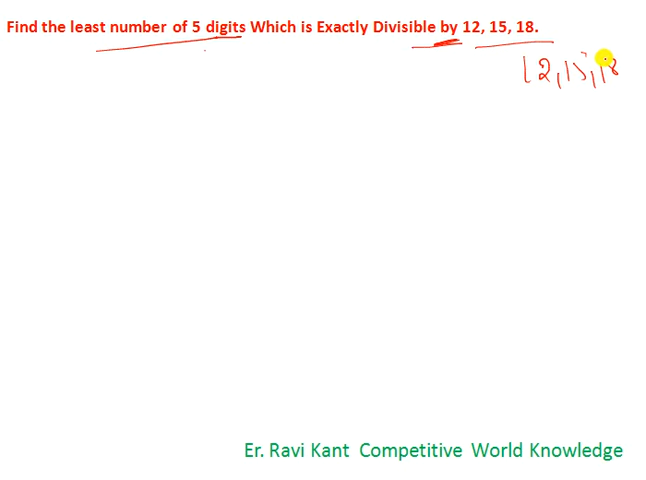 Find the least number of 5 digits Which is Exactly Divisible by 12, 15, 18.
12, 15, 18
Er. Ravi Kant Competitive World Knowledge